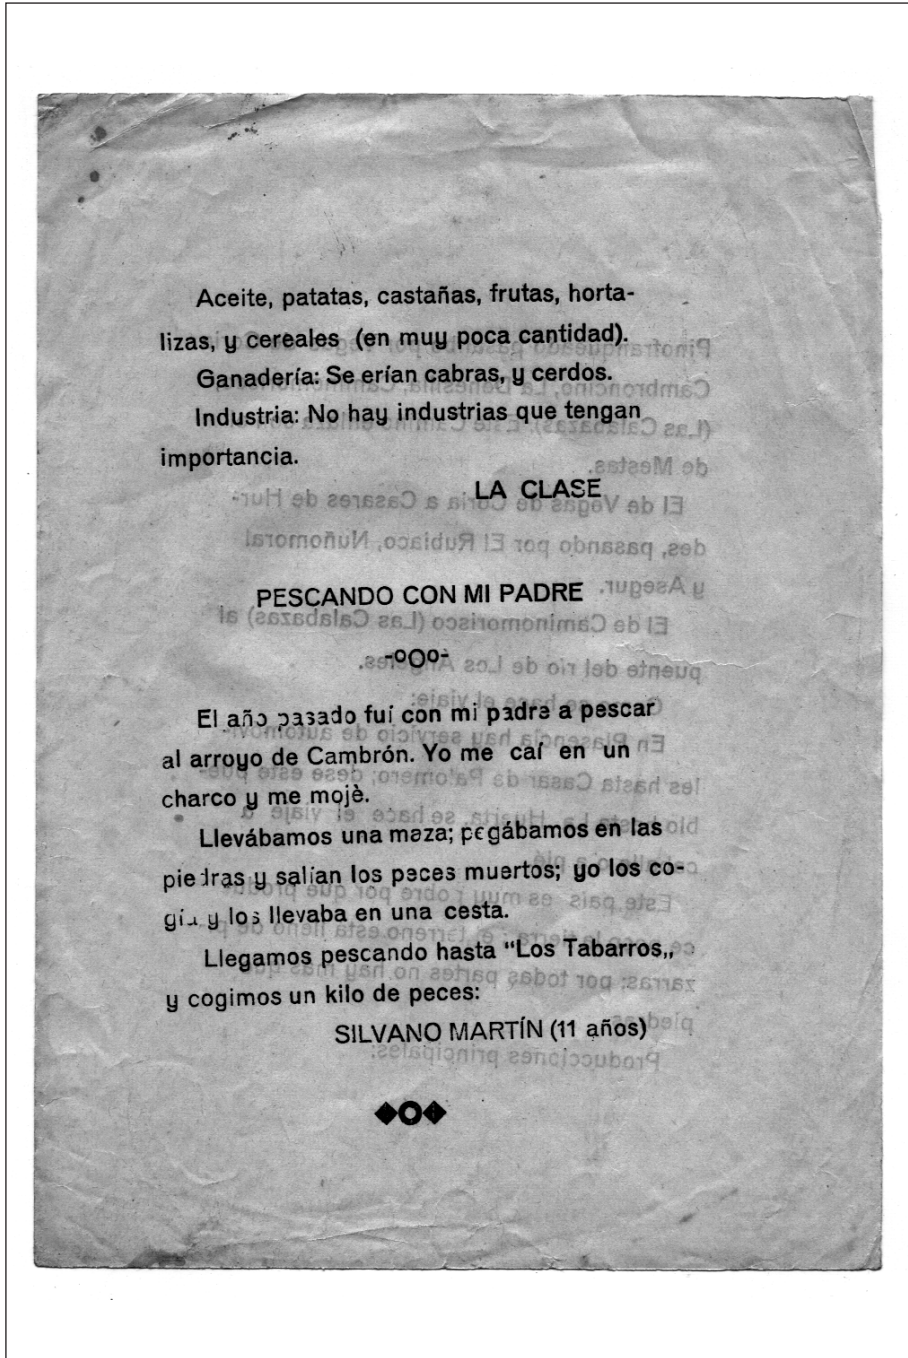 Aceite, patatas, castañas, frutas, horta-
lizas, y cereales (en muy poca cantidad).
Ganadería: Se erían cabras, y cerdos.
Industria: No hay industrias que tengan
importancia.
LA CLASE
PESCANDO CON MI PADRE
-oOo-
El año pasado fuí con mi padre a pescar
al arroyo de Cambrón. Yo me caí en un
charco y me mojè.
Llevábamos una maza; pegábamos en las
piedras y salían los peces muertos; yo los co-
gía y los llevaba en una cesta.
Llegamos pescando hasta “Los Tabarros„
y cogimos un kilo de peces:
SILVANO MARTÍN (11 años)